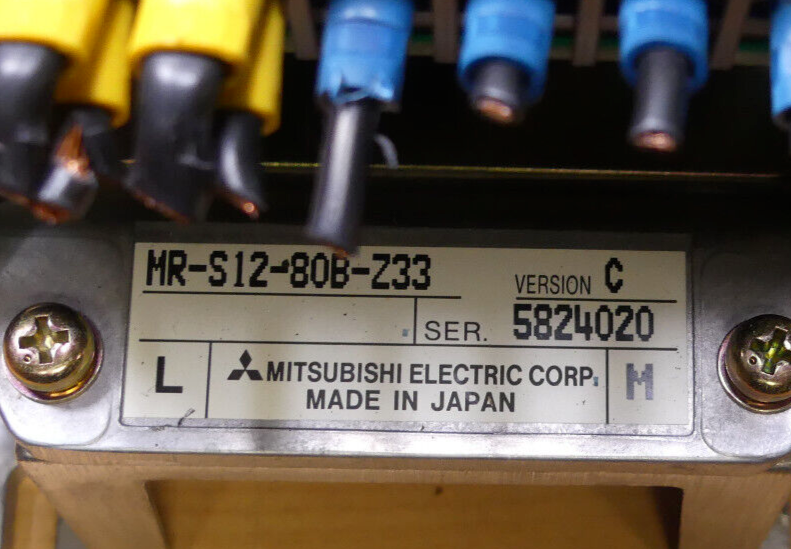 MR-S12-80B-Z33
VERSION C
SER. 5824020
L
MITSUBISHI ELECTRIC CORP.
MADE IN JAPAN
M